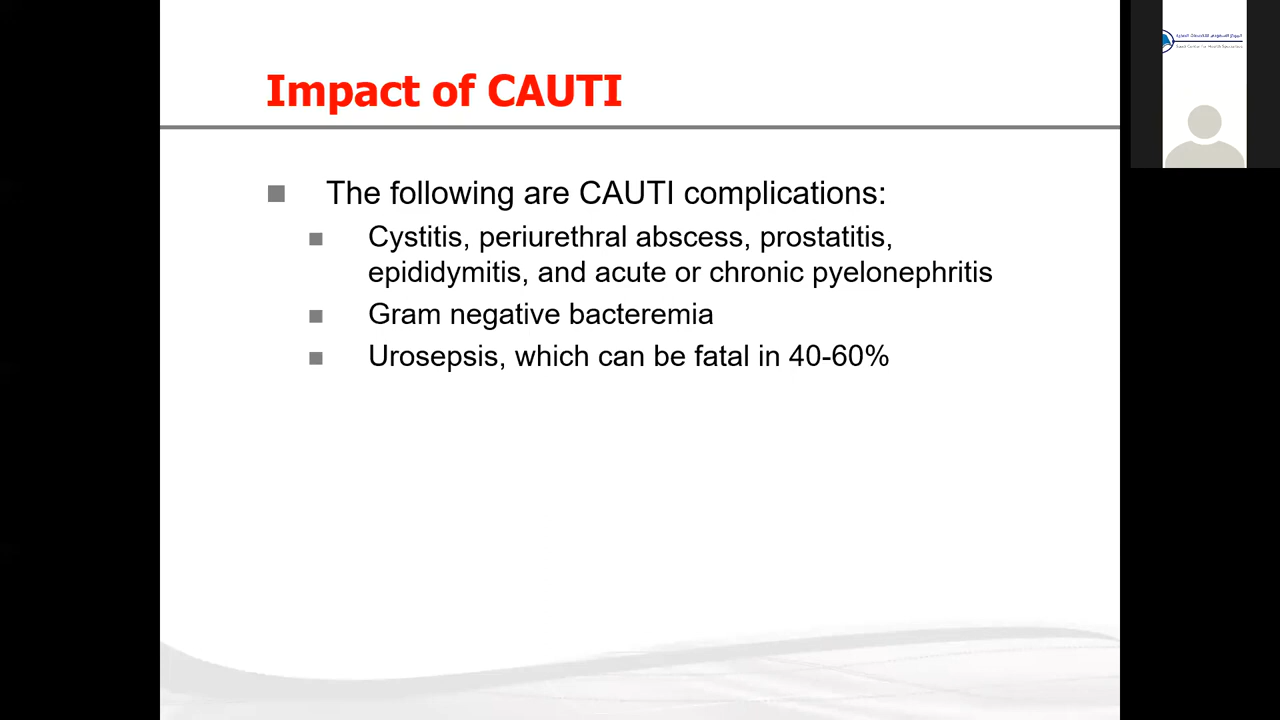 Impact of CAUTI
The following are CAUTI complications:
Cystitis, periurethral abscess, prostatitis,
epididymitis, and acute or chronic pyelonephritis
Gram negative bacteremia
Urosepsis, which can be fatal in 40-60%